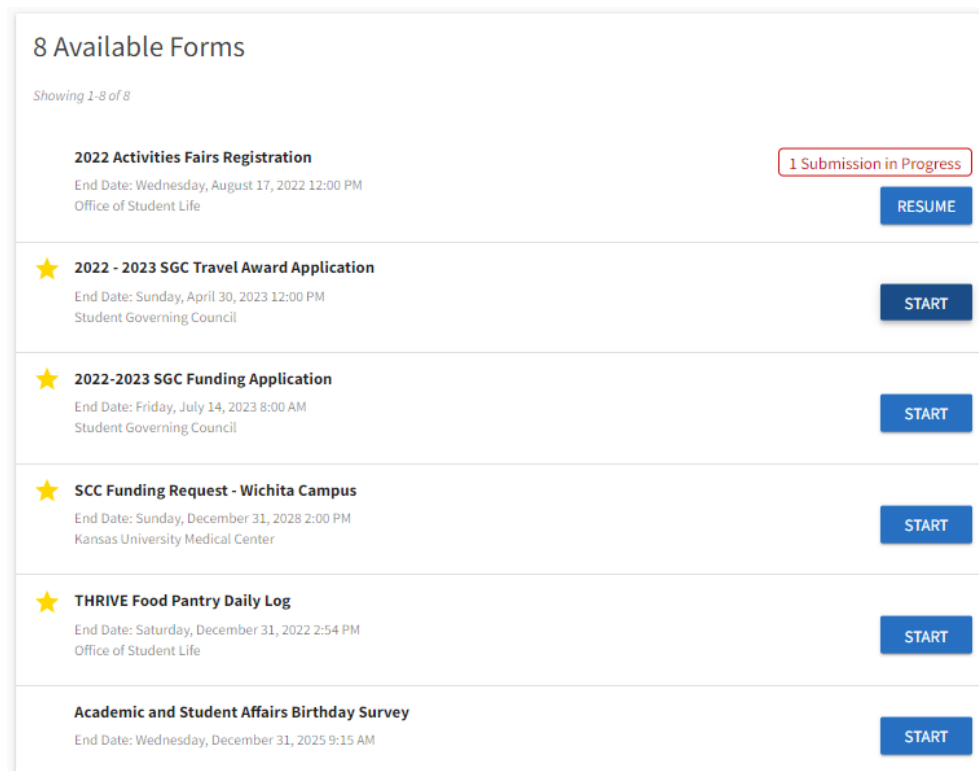 8 Available Forms
Showing 1-8 of 8
2022 Activities Fairs Registration
1 Submission in Progress
End Date: Wednesday, August 17, 2022 12:00 PM
Office of Student Life
RESUME
2022 - 2023 SGC Travel Award Application
End Date: Sunday, April 30, 2023 12:00 PM
Student Governing Council
START
2022-2023 SGC Funding Application
End Date: Friday, July 14, 2023 8:00 AM
Student Governing Council
START
SCC Funding Request - Wichita Campus
End Date: Sunday, December 31, 2028 2:00 PM
Kansas University Medical Center
START
THRIVE Food Pantry Daily Log
End Date: Saturday, December 31, 2022 2:54 PM
Office of Student Life
START
Academic and Student Affairs Birthday Survey
End Date: Wednesday, December 31, 2025 9:15 AM
START